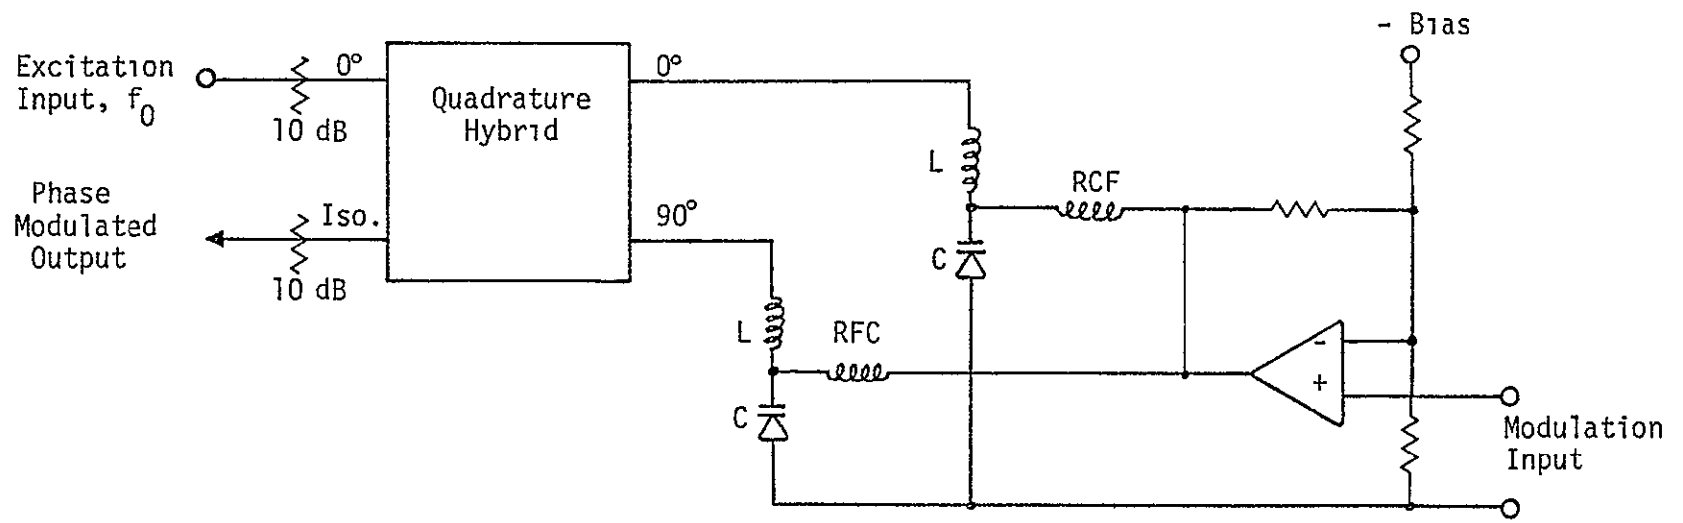 - Bias
Excitation
Input, f0
0°
10 dB
Quadrature
Hybrid
0°
L
RCF
C
Phase
Modulated
Output
Iso.
10 dB
90°
L
RFC
C
-
+
Modulation
Input